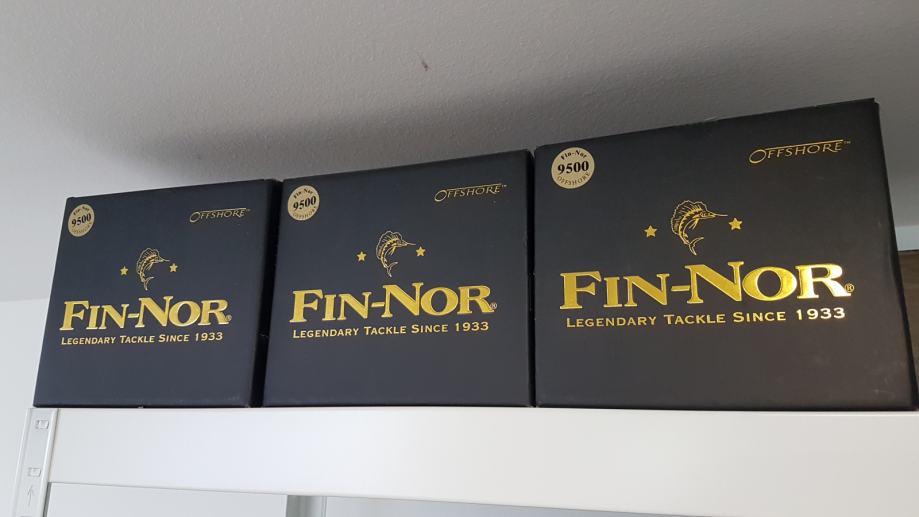 Fin-Nor
9500
OFFSHORE
OFFSHORE™
FIN-NOR®
LEGENDARY TACKLE SINCE 1933
Fin-Nor
9500
OFFSHORE
OFFSHORE™
FIN-NOR®
LEGENDARY TACKLE SINCE 1933
Fin-Nor
9500
OFFSHORE
OFFSHORE™
FIN-NOR®
LEGENDARY TACKLE SINCE 1933